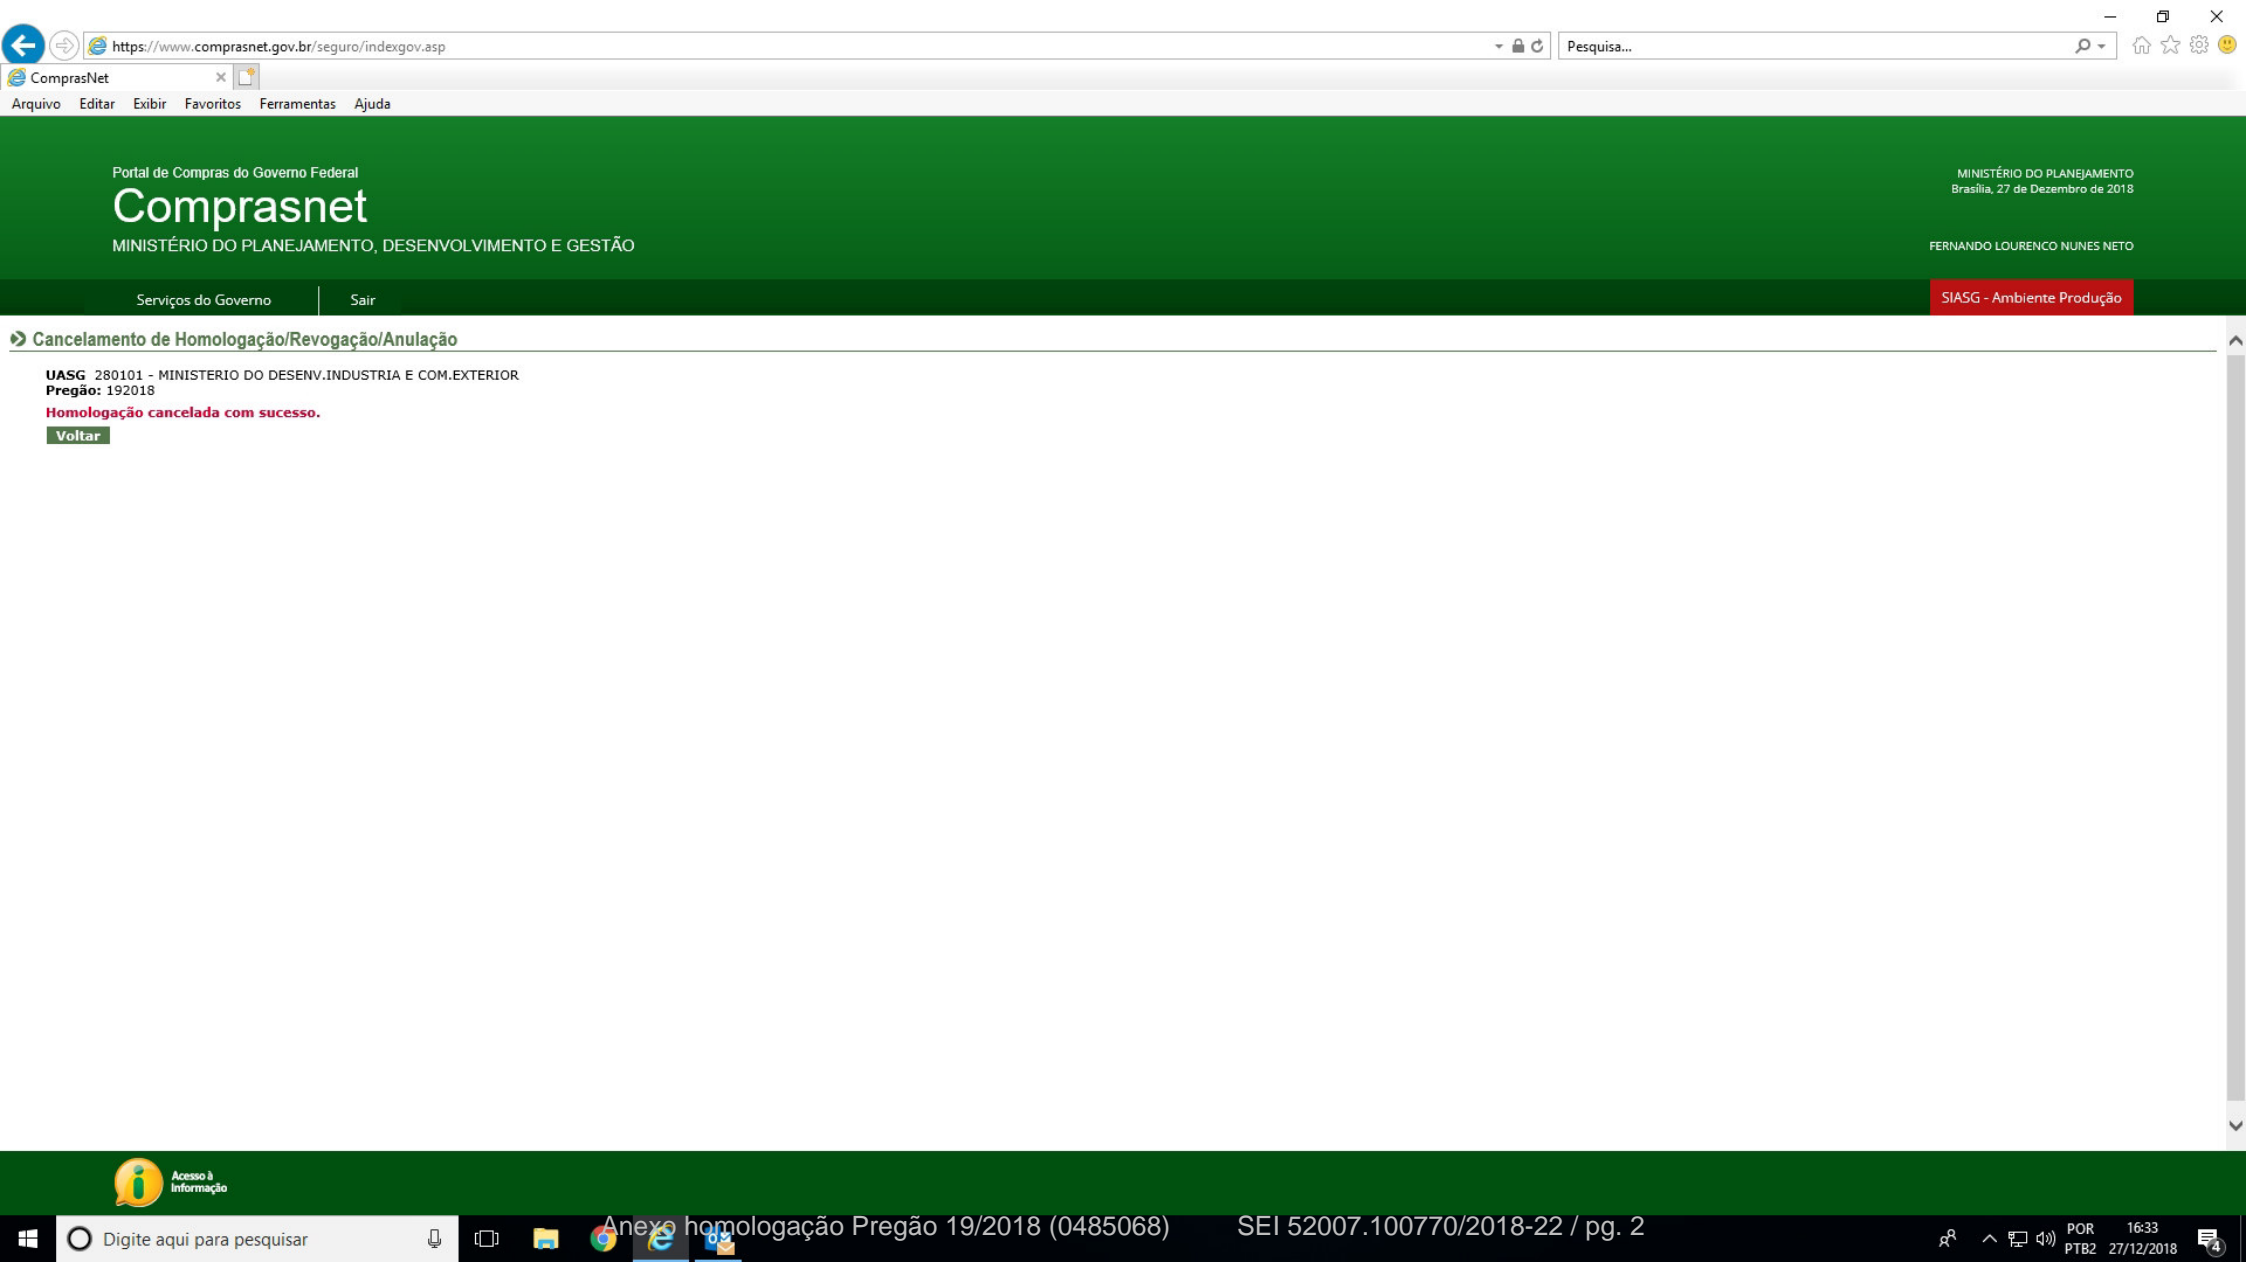 https://www.comprasnet.gov.br/seguro/indexgov.asp
Pesquisa...
ComprasNet
Arquivo Editar Exibir Favoritos Ferramentas Ajuda
Portal de Compras do Governo Federal
Comprasnet
MINISTÉRIO DO PLANEJAMENTO, DESENVOLVIMENTO E GESTÃO
MINISTÉRIO DO PLANEJAMENTO
Brasília, 27 de Dezembro de 2018
FERNANDO LOURENCO NUNES NETO
Serviços do Governo Sair
SIASG - Ambiente Produção
Cancelamento de Homologação/Revogação/Anulação
UASG 280101 - MINISTERIO DO DESENV.INDUSTRIA E COM.EXTERIOR
Pregão: 192018
Homologação cancelada com sucesso.
Voltar
Acesso à
Informação
Anexo homologação Pregão 19/2018 (0485068) SEI 52007.100770/2018-22 / pg. 2
Digite aqui para pesquisar
POR 16:33
PTB2 27/12/2018
4